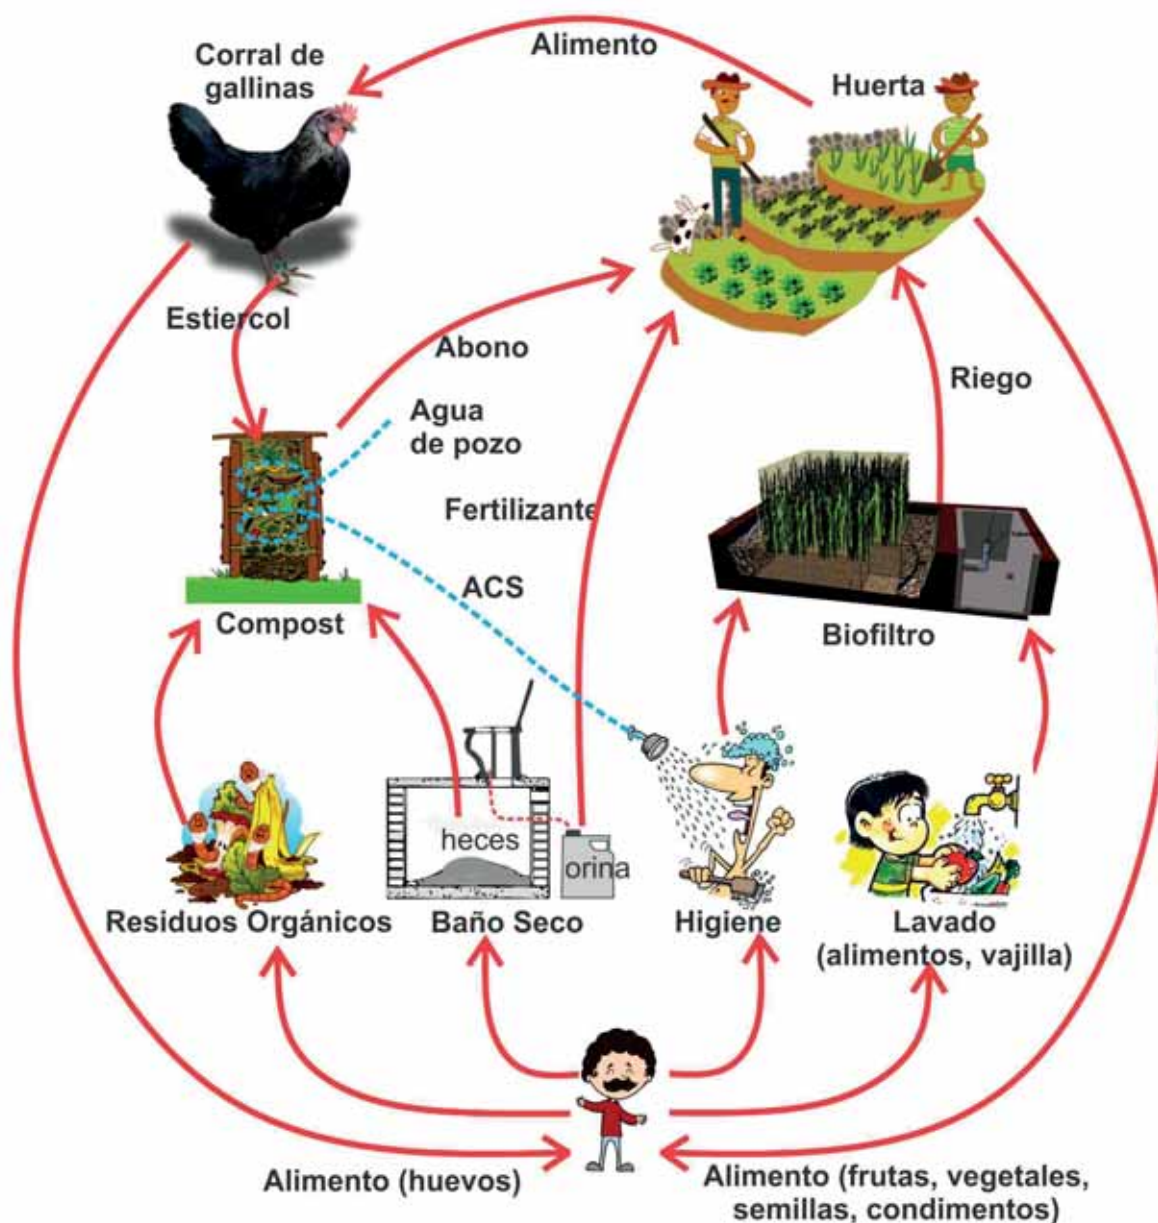 Alimento
Corral de
gallinas
Huerta
Estiercol
Abono
Riego
Agua
de pozo
Fertilizante
ACS
Compost
Biofiltro
heces
orina
Residuos Orgánicos
Baño Seco
Higiene
Lavado
(alimentos, vajilla)
Alimento (huevos)
Alimento (frutas, vegetales,
semillas, condimentos)